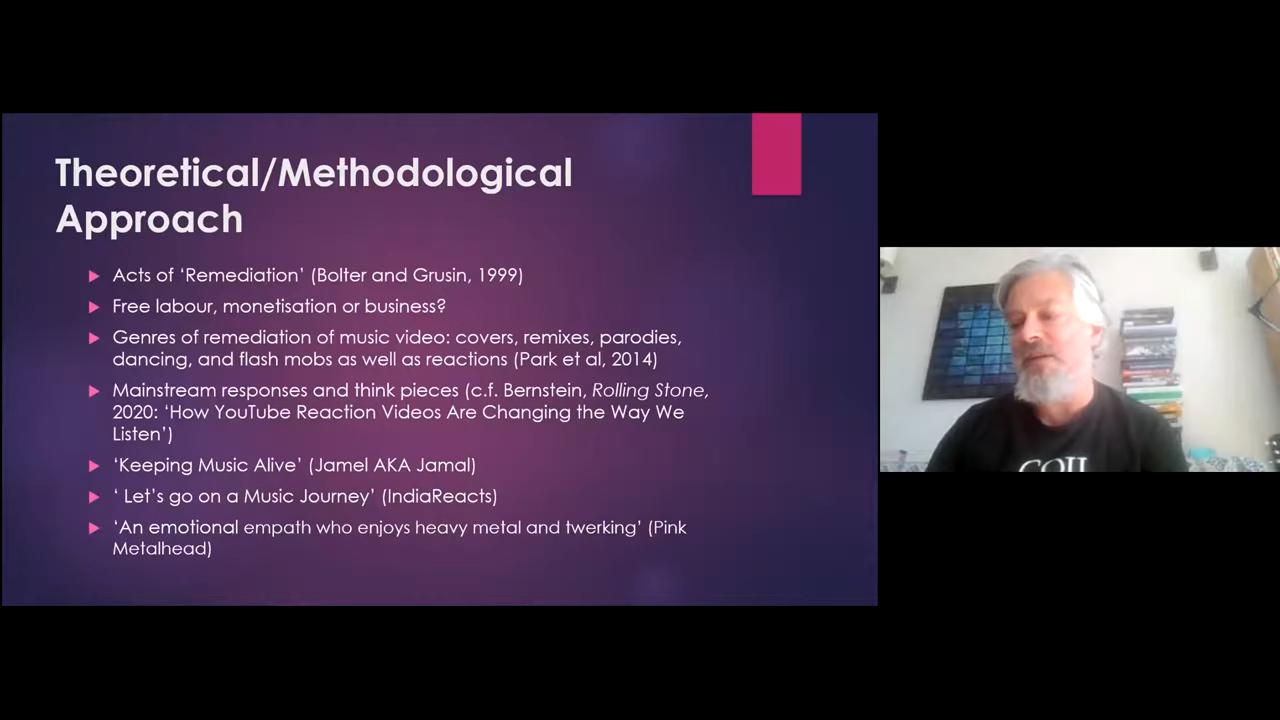 Theoretical/Methodological
Approach
Acts of ‘Remediation’ (Bolter and Grusin, 1999)
Free labour, monetisation or business?
Genres of remediation of music video: covers, remixes, parodies,
dancing, and flash mobs as well as reactions (Park et al, 2014)
Mainstream responses and think pieces (c.f. Bernstein, Rolling Stone,
2020: ‘How YouTube Reaction Videos Are Changing the Way We
Listen’)
‘Keeping Music Alive’ (Jamel AKA Jamal)
‘ Let’s go on a Music Journey’ (IndiaReacts)
‘An emotional empath who enjoys heavy metal and twerking’ (Pink
Metalhead)